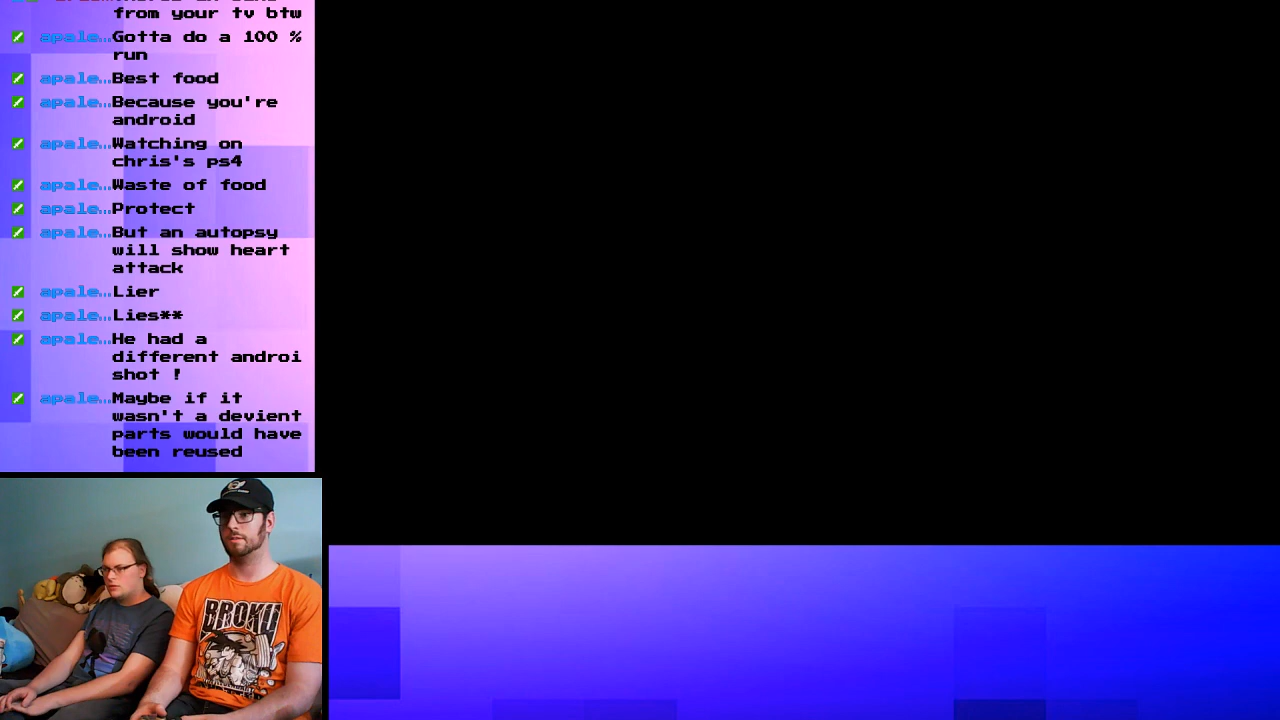 from your tv btw
apale...Gotta do a 100 %
run
apale...Best food
apale...Because you're
android
apale...Watching on
chris's ps4
apale...Waste of food
apale...Protect
apale...But an autopsy
will show heart
attack
apale...Lier
apale...Lies**
apale...He had a
different androi
shot !
apale...Maybe if it
wasn't a devient
parts would have
been reused
BROKU